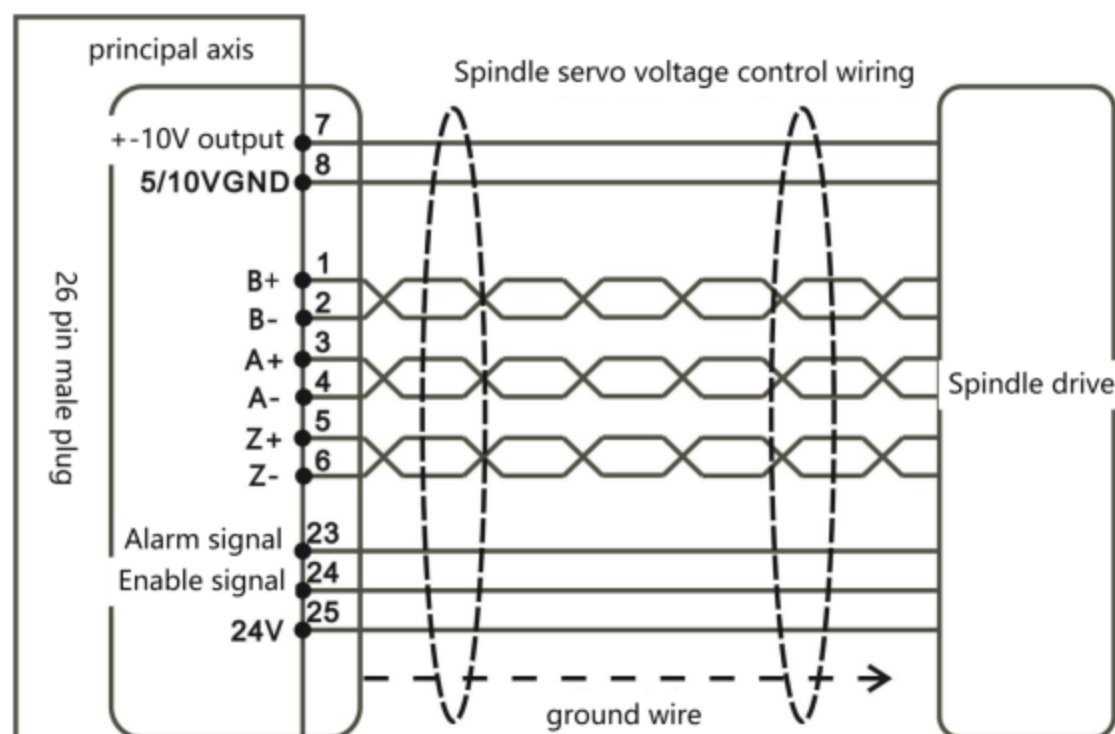 principal axis
Spindle servo voltage control wiring
+-10V output
7
5/10VGND
8
B+
1
B-
2
A+
3
A-
4
Z+
5
Z-
6
26 pin male plug
Spindle drive
Alarm signal
23
Enable signal
24
24V
25
ground wire